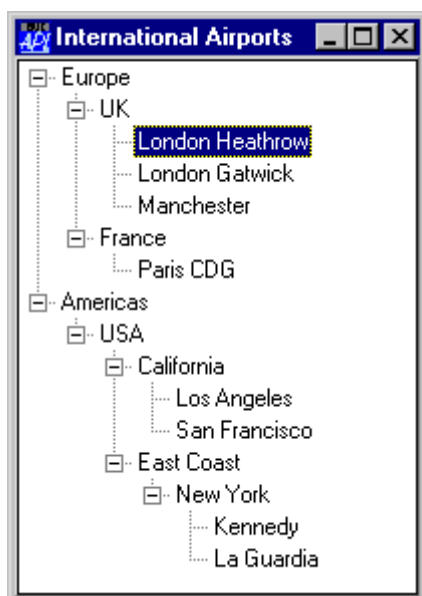 International Airports
Europe
UK
London Heathrow
London Gatwick
Manchester
France
Paris CDG
Americas
USA
California
Los Angeles
San Francisco
East Coast
New York
Kennedy
La Guardia